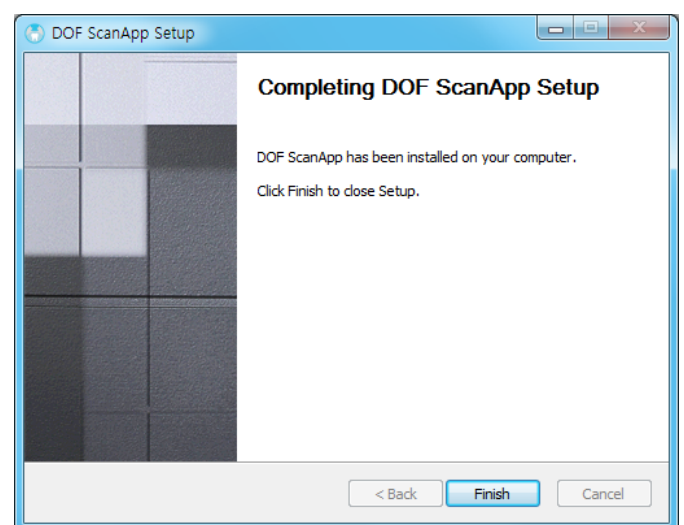 DOF ScanApp Setup
Completing DOF ScanApp Setup
DOF ScanApp has been installed on your computer.
Click Finish to close Setup.
< Back Finish Cancel